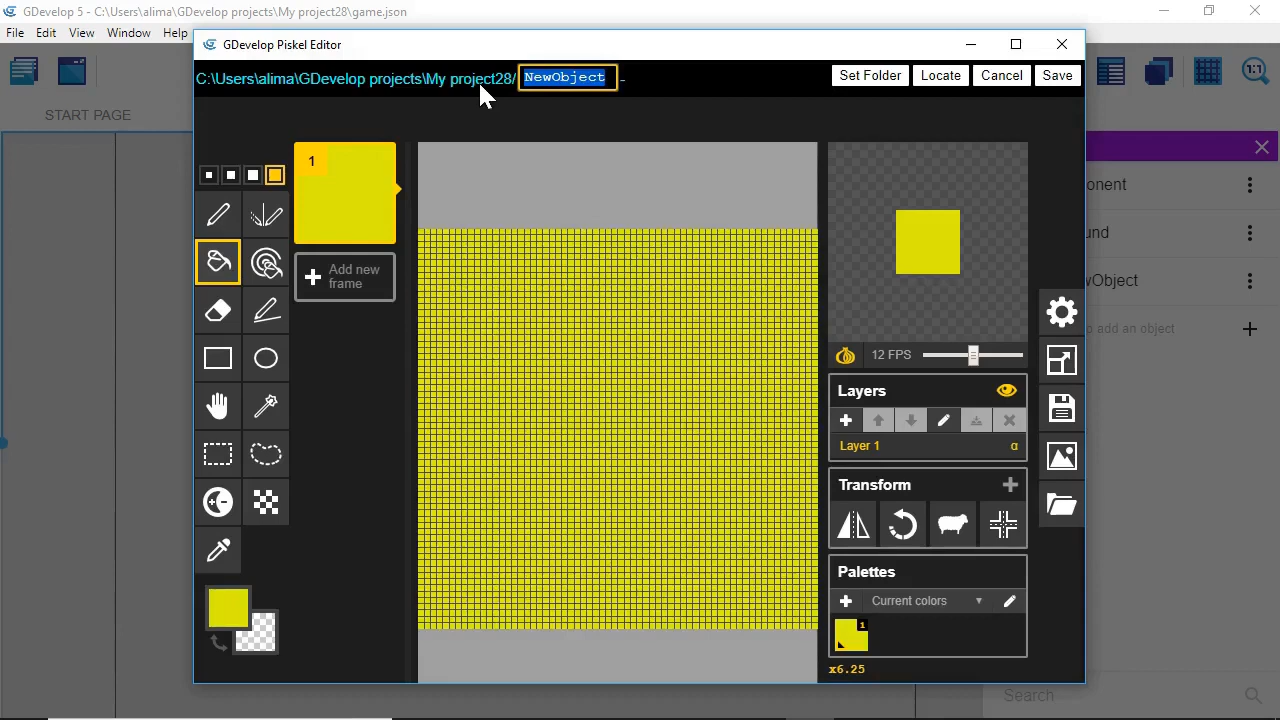 GDevelop 5 - C:\Users\alima\GDevelop projects\My project28\game.json
File Edit View Window Help
GDevelop Piskel Editor
C:\Users\alima\GDevelop projects\My project28/ NewObject -
Set Folder Locate Cancel Save
START PAGE
1
Add new
frame
onent
und
wObject
o add an object
12 FPS
Layers
Layer 1 α
Transform
Palettes
Current colors
1
x6.25
Search
1:1